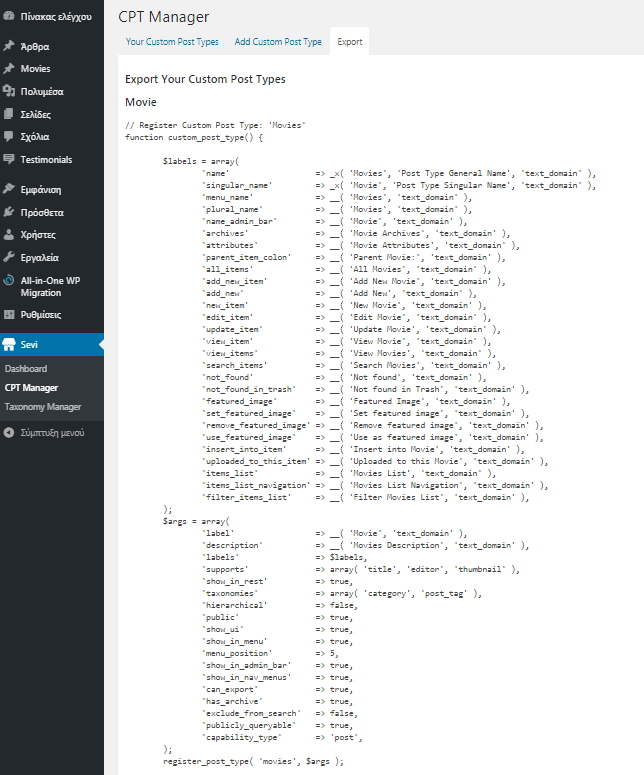 Πίνακας ελέγχου
Άρθρα
Movies
Πολυμέσα
Σελίδες
Σχόλια
Testimonials
Εμφάνιση
Πρόσθετα
Χρήστες
Εργαλεία
All-in-One WP
Migration
Ρυθμίσεις
Sevi
Dashboard
CPT Manager
Taxonomy Manager
Σύμπτυξη μενού
CPT Manager
Your Custom Post Types Add Custom Post Type Export
Export Your Custom Post Types
Movie
// Register Custom Post Type: 'Movies'
function custom_post_type() {
$labels = array(
'name' => _x( 'Movies', 'Post Type General Name', 'text_domain' ),
'singular_name' => _x( 'Movie', 'Post Type Singular Name', 'text_domain' ),
'menu_name' => __( 'Movies', 'text_domain' ),
'plural_name' => __( 'Movies', 'text_domain' ),
'name_admin_bar' => __( 'Movie', 'text_domain' ),
'archives' => __( 'Movie Archives', 'text_domain' ),
'attributes' => __( 'Movie Attributes', 'text_domain' ),
'parent_item_colon' => __( 'Parent Movie:', 'text_domain' ),
'all_items' => __( 'All Movies', 'text_domain' ),
'add_new_item' => __( 'Add New Movie', 'text_domain' ),
'add_new' => __( 'Add New', 'text_domain' ),
'new_item' => __( 'New Movie', 'text_domain' ),
'edit_item' => __( 'Edit Movie', 'text_domain' ),
'update_item' => __( 'Update Movie', 'text_domain' ),
'view_item' => __( 'View Movie', 'text_domain' ),
'view_items' => __( 'View Movies', 'text_domain' ),
'search_items' => __( 'Search Movies', 'text_domain' ),
'not_found' => __( 'Not found', 'text_domain' ),
'not_found_in_trash' => __( 'Not found in Trash', 'text_domain' ),
'featured_image' => __( 'Featured Image', 'text_domain' ),
'set_featured_image' => __( 'Set featured image', 'text_domain' ),
'remove_featured_image' => __( 'Remove featured image', 'text_domain' ),
'use_featured_image' => __( 'Use as featured image', 'text_domain' ),
'insert_into_item' => __( 'Insert into Movie', 'text_domain' ),
'uploaded_to_this_item' => __( 'Uploaded to this Movie', 'text_domain' ),
'items_list' => __( 'Movies List', 'text_domain' ),
'items_list_navigation' => __( 'Movies List Navigation', 'text_domain' ),
'filter_items_list' => __( 'Filter Movies List', 'text_domain' ),
);
$args = array(
'label' => __( 'Movie', 'text_domain' ),
'description' => __( 'Movies Description', 'text_domain' ),
'labels' => $labels,
'supports' => array( 'title', 'editor', 'thumbnail' ),
'show_in_rest' => true,
'taxonomies' => array( 'category', 'post_tag' ),
'hierarchical' => false,
'public' => true,
'show_ui' => true,
'show_in_menu' => true,
'menu_position' => 5,
'show_in_admin_bar' => true,
'show_in_nav_menus' => true,
'can_export' => true,
'has_archive' => true,
'exclude_from_search' => false,
'publicly_queryable' => true,
'capability_type' => 'post',
);
register_post_type( 'movies', $args );